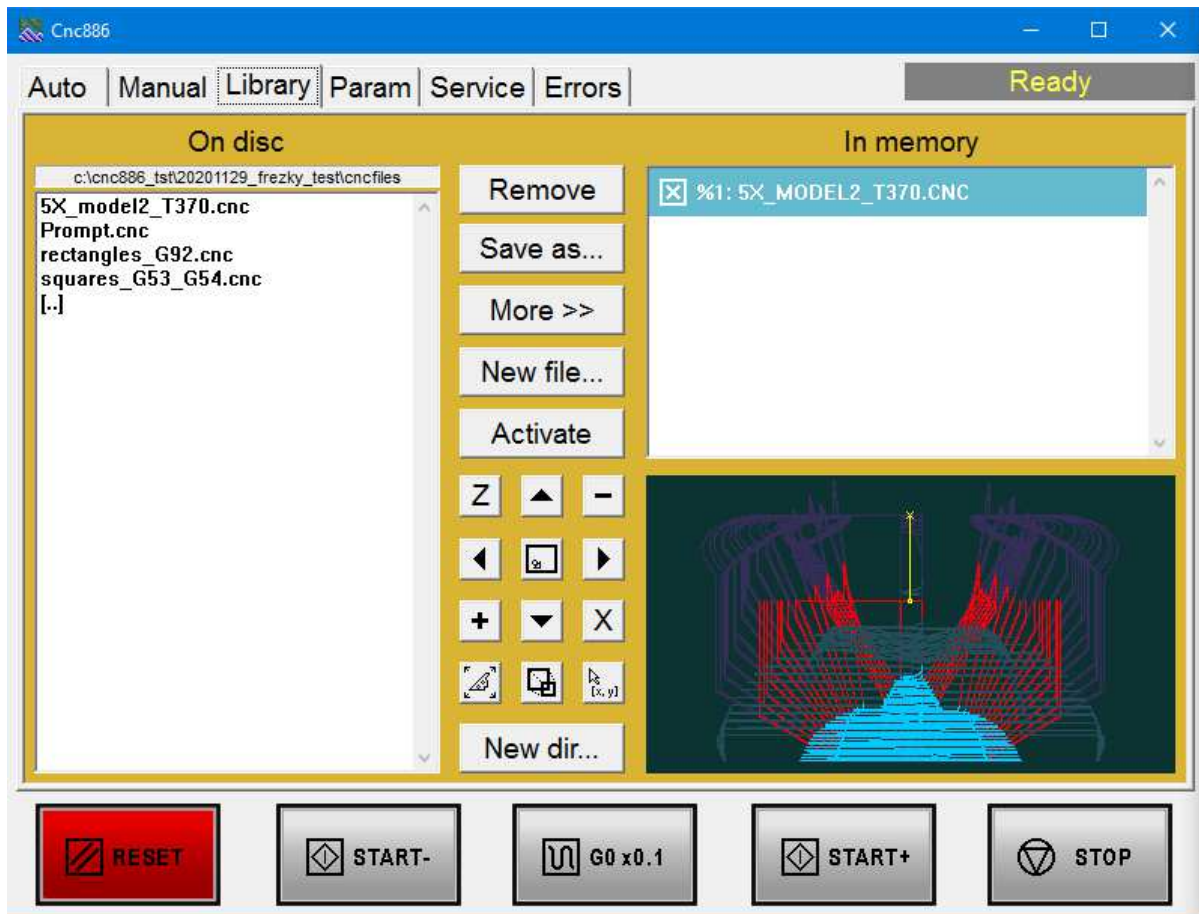 Cnc886
Auto Manual Library Param Service Errors
Ready
On disc
c:\cnc886_tst\20201129_frezky_test\cncfiles
5X_model2_T370.cnc
Prompt.cnc
rectangles_G92.cnc
squares_G53_G54.cnc
[..]
Remove
Save as...
More >>
New file...
Activate
Z
-
+
X
[x, y]
New dir...
In memory
%1: 5X_MODEL2_T370.CNC
RESET
START-
G0 x0.1
START+
STOP